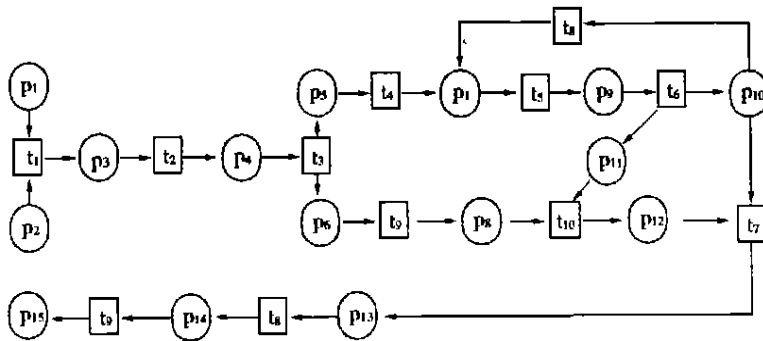 t₈
p₁ p₅ t₄ p₁ t₅ p₉ t₆ p₁₀
t₁ p₃ t₂ p₄ t₃ p₁₁
p₂ p₆ t₉ p₈ t₁₀ p₁₂ t₇
p₁₅ t₉ p₁₄ t₈ p₁₃